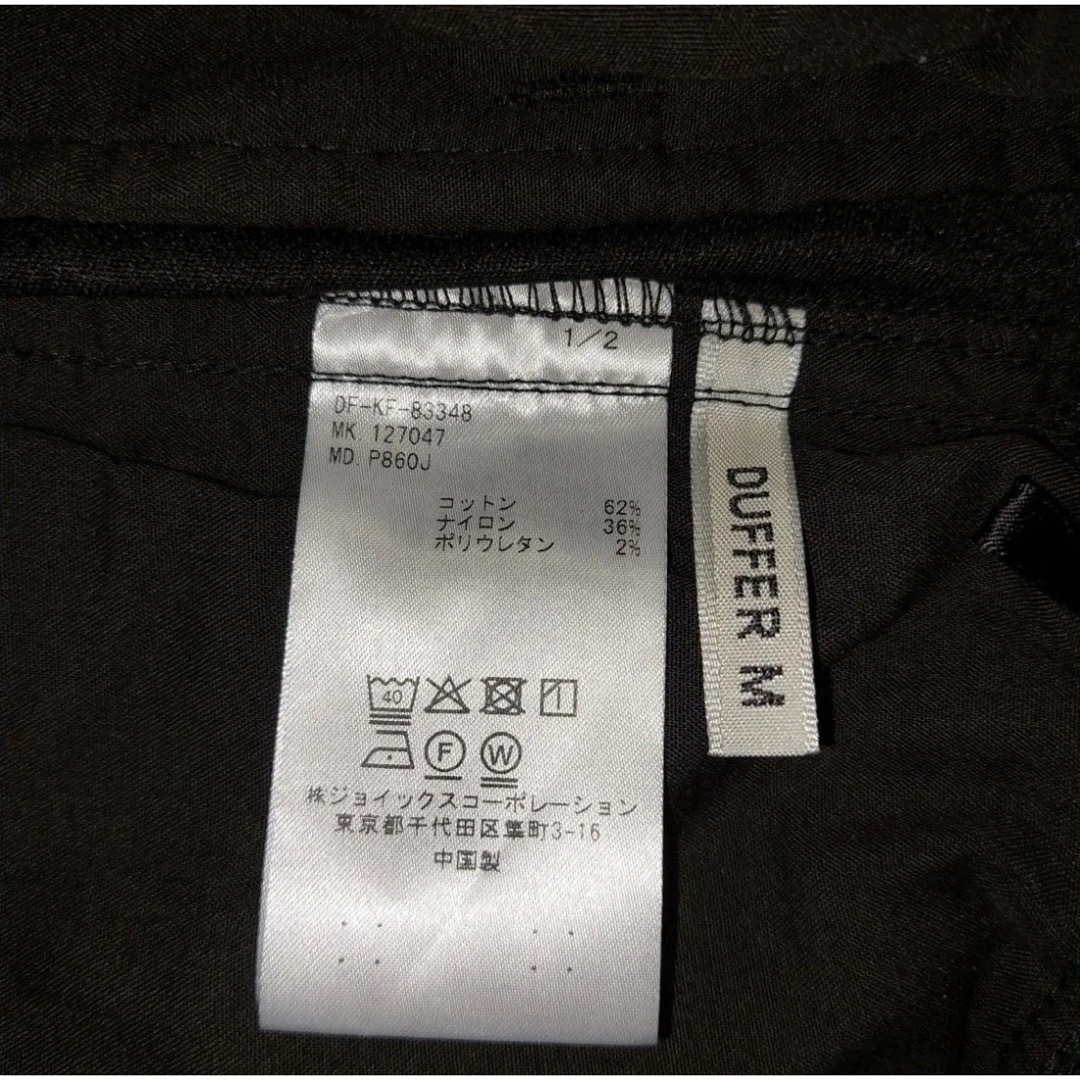 1/2
DF-KF-83348
MK. 127047
MD. P860J
コットン 62%
ナイロン 36%
ポリウレタン 2%
40
F W
株ジョイックスコーポレーション
東京都千代田区隼町3-16
中国製
DUFFER M